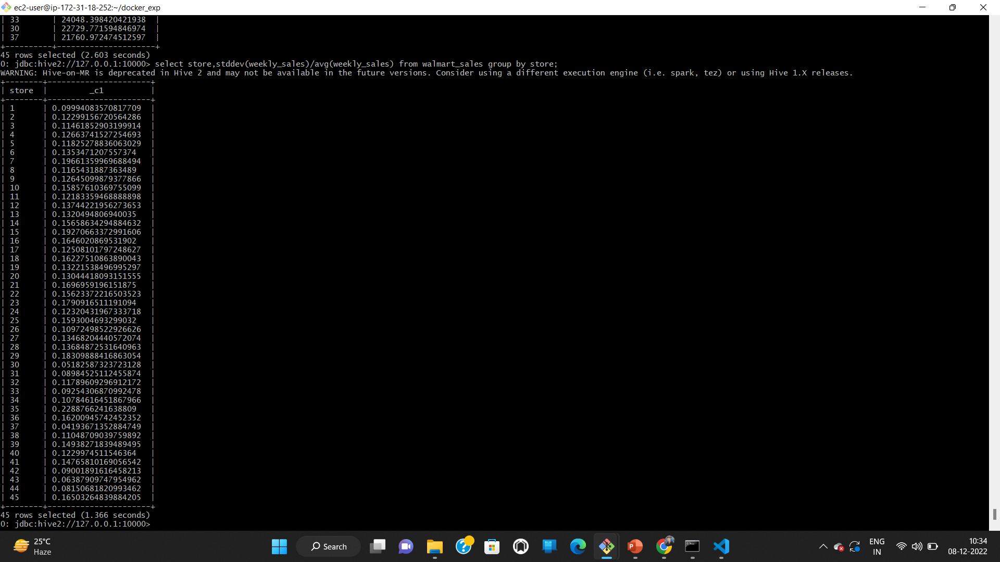 ec2-user@ip-172-31-18-252:~/docker_exp
| 33       | 24048.398420421938  |
| 30       | 22729.771594846974  |
| 37       | 21760.972474512597  |
+----------+---------------------+
45 rows selected (2.603 seconds)
0: jdbc:hive2://127.0.0.1:10000> select store,stddev(weekly_sales)/avg(weekly_sales) from walmart_sales group by store;
WARNING: Hive-on-MR is deprecated in Hive 2 and may not be available in the future versions. Consider using a different execution engine (i.e. spark, tez) or using Hive 1.X releases.
+--------+----------------------+
| store  |         _c1          |
+--------+----------------------+
| 1      | 0.09994083570817709  |
| 2      | 0.12299156720564286  |
| 3      | 0.11461852903199914  |
| 4      | 0.12663741527254693  |
| 5      | 0.11825278836063029  |
| 6      | 0.1353471207557374   |
| 7      | 0.19661359969688494  |
| 8      | 0.1165431887363489   |
| 9      | 0.12645099879377866  |
| 10     | 0.15857610369755099  |
| 11     | 0.12183359468888898  |
| 12     | 0.13744221956273653  |
| 13     | 0.1320494806940035   |
| 14     | 0.15658634294884632  |
| 15     | 0.19270663372991606  |
| 16     | 0.1646020869531902   |
| 17     | 0.12508101797248627  |
| 18     | 0.16227510863890043  |
| 19     | 0.13221538496995297  |
| 20     | 0.13044418093151555  |
| 21     | 0.1696959196151875   |
| 22     | 0.15623372216503523  |
| 23     | 0.1790916511191094   |
| 24     | 0.12320431967333718  |
| 25     | 0.1593004693299032   |
| 26     | 0.10972498522926626  |
| 27     | 0.13468204440572074  |
| 28     | 0.13684872531640963  |
| 29     | 0.18309888416863054  |
| 30     | 0.05182587323723128  |
| 31     | 0.08984525112455874  |
| 32     | 0.11789609296912172  |
| 33     | 0.09254306870992478  |
| 34     | 0.10784616451867966  |
| 35     | 0.2288766241638809   |
| 36     | 0.16200945742452352  |
| 37     | 0.04193671352884749  |
| 38     | 0.11048709039759892  |
| 39     | 0.14938271839489495  |
| 40     | 0.1229974511546364   |
| 41     | 0.14765810169056542  |
| 42     | 0.09001891616458213  |
| 43     | 0.06387909747954962  |
| 44     | 0.08150681820993462  |
| 45     | 0.16503264839884205  |
+--------+----------------------+
45 rows selected (1.366 seconds)
0: jdbc:hive2://127.0.0.1:10000>
25°C
Haze
Search
ENG
IN
10:34
08-12-2022